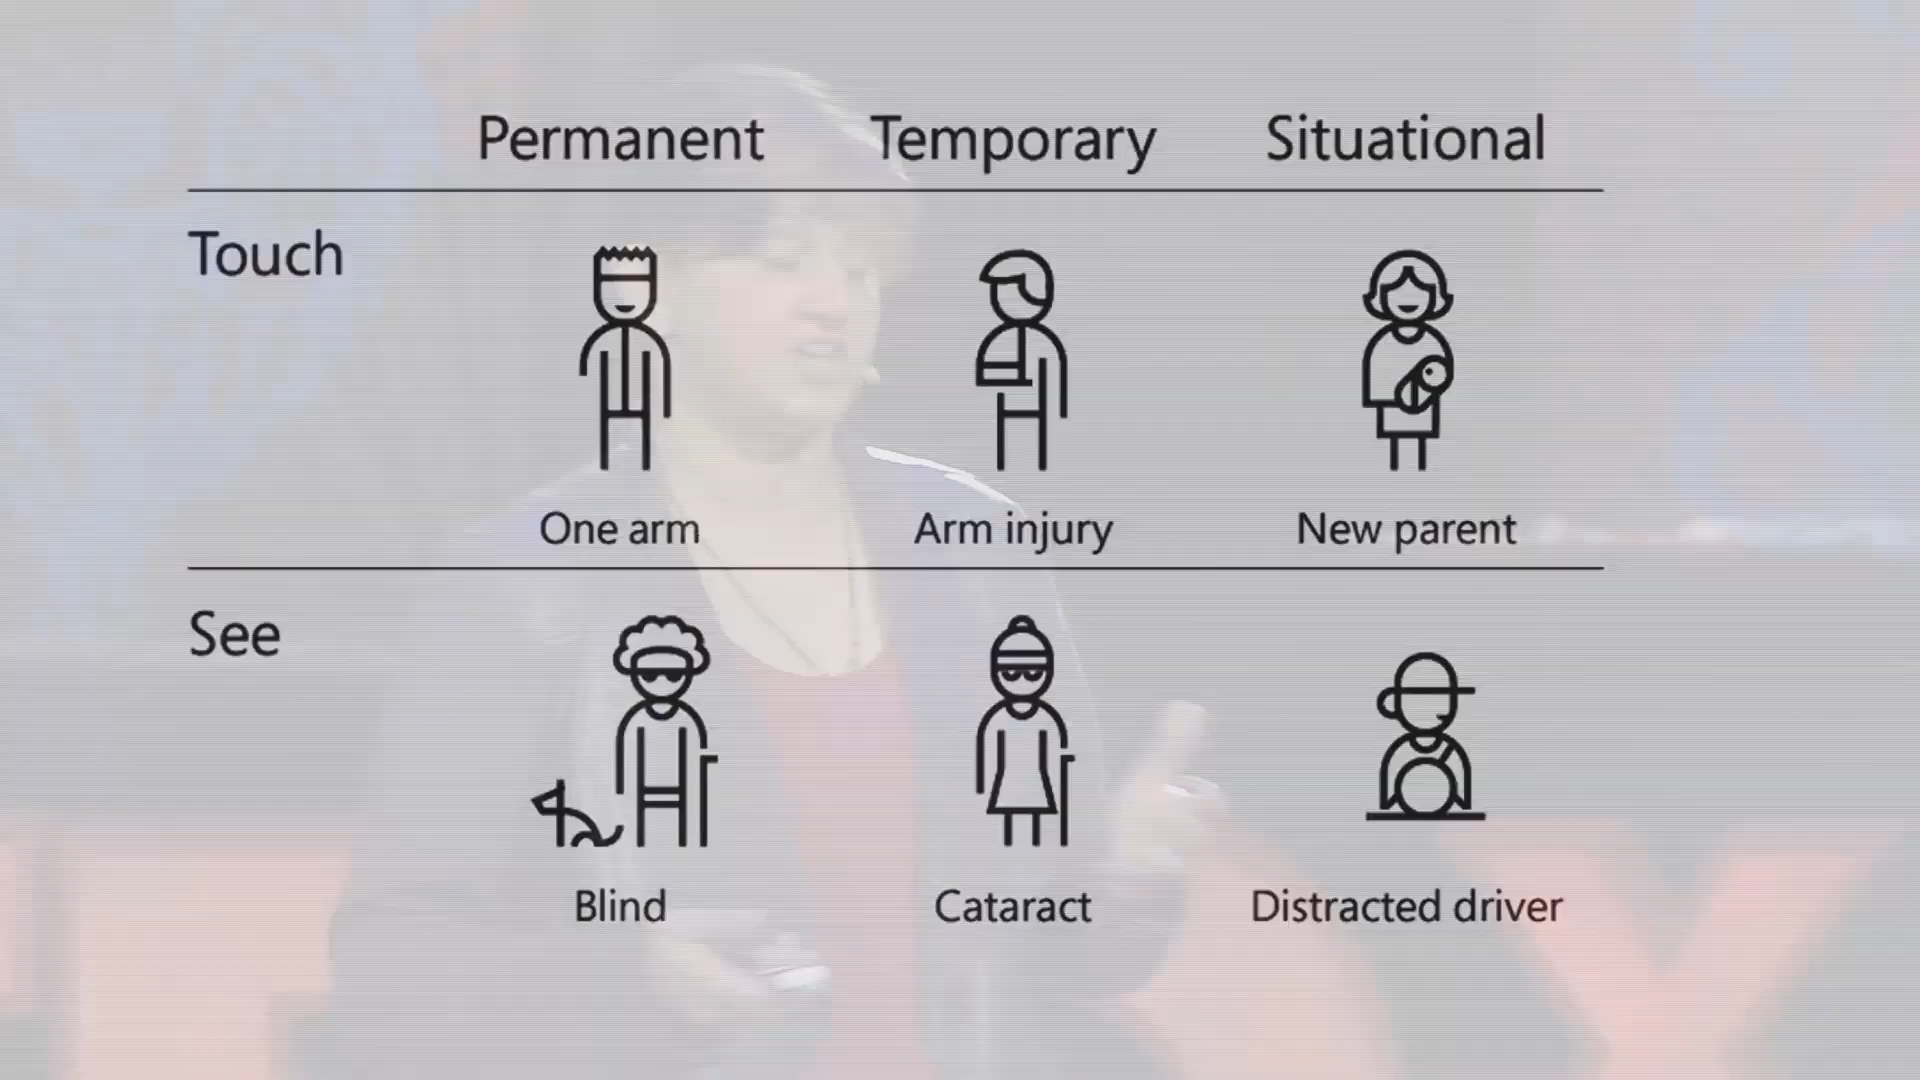 Permanent Temporary Situational
Touch
One arm Arm injury New parent
See
Blind Cataract Distracted driver